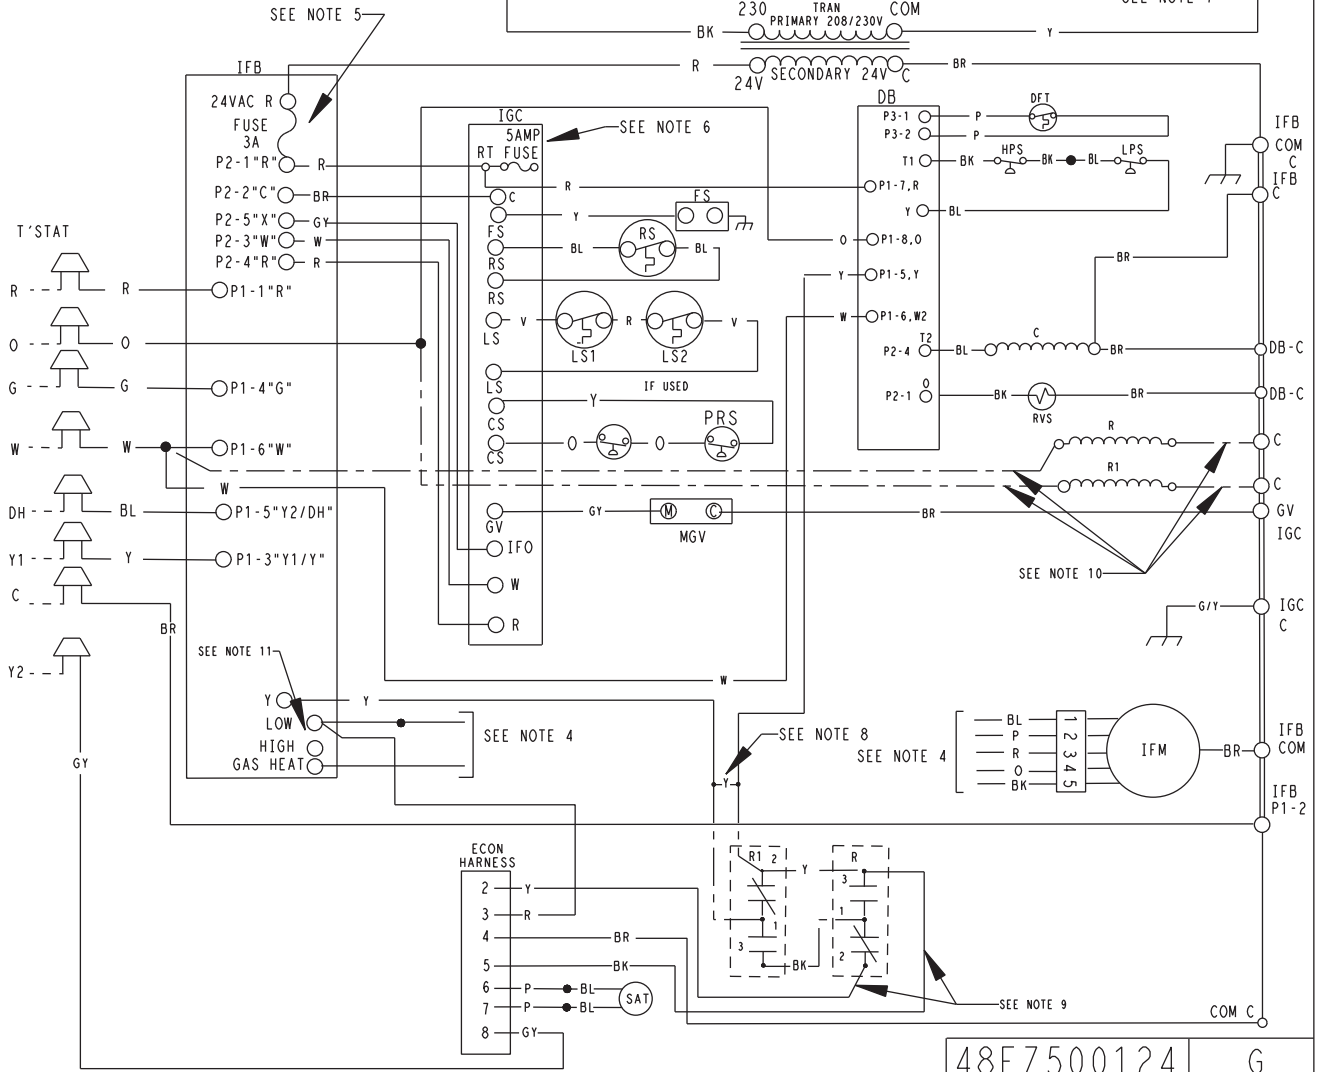 SEE NOTE 5
230
TRAN
COM
PRIMARY 208/230V
BK
Y
R
24V
SECONDARY 24V
C
BR
IFB
24VAC R
FUSE
3A
P2-1"R"
R
P2-2"C"
BR
P2-5"X"
GY
P2-3"W"
W
P2-4"R"
R
IGC
5AMP
RT FUSE
SEE NOTE 6
R
C
Y
FS
FS
BL
RS
BL
RS
RS
V
R
V
LS
LS1
LS2
LS
IF USED
Y
CS
O
O
PRS
CS
GV
GY
M
C
MGV
BR
IFO
W
R
DB
P3-1
P
DFT
P3-2
P
T1
BK
HPS
BK
BL
LPS
P1-7,R
Y
BL
O
P1-8,O
Y
P1-5,Y
W
P1-6,W2
T2
P2-4
BL
C
BR
BR
O
P2-1
BK
RVS
BR
R
R1
IFB
COM
C
IFB
C
DB-C
DB-C
C
C
GV
IGC
SEE NOTE 10
G/Y
IGC
C
T'STAT
R
R
P1-1"R"
O
O
G
G
P1-4"G"
W
W
P1-6"W"
W
DH
BL
P1-5"Y2/DH"
Y1
Y
P1-3"Y1/Y"
C
BR
Y2
GY
SEE NOTE 11
W
Y
Y
LOW
HIGH
GAS HEAT
SEE NOTE 4
SEE NOTE 8
Y
SEE NOTE 4
BL
P
R
O
BK
1
2
3
4
5
IFM
BR
IFB
COM
IFB
P1-2
ECON
HARNESS
2
Y
3
R
4
BR
5
BK
6
P
BL
7
P
BL
SAT
8
GY
R1
2
Y
R
3
1
1
3
BK
2
SEE NOTE 9
COM C
48F7500124
G